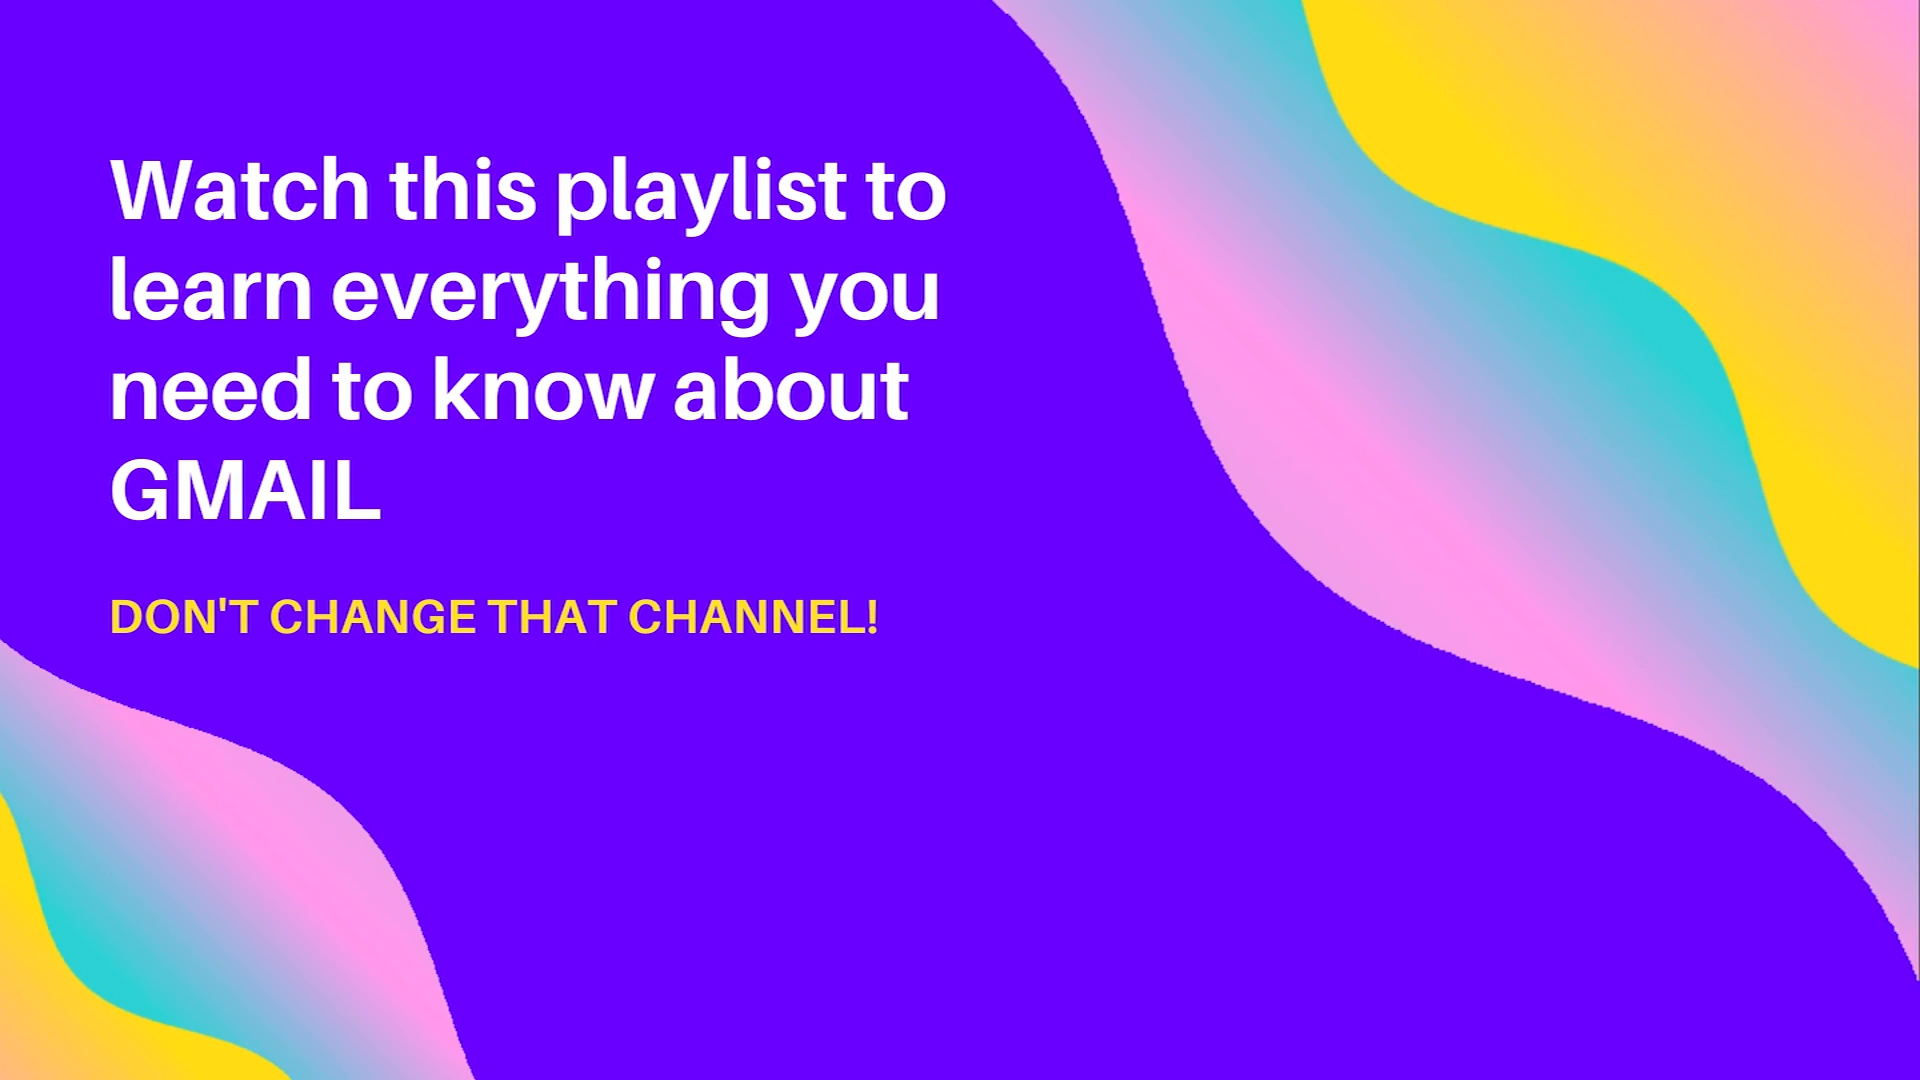 Watch this playlist to
learn everything you
need to know about
GMAIL
DON'T CHANGE THAT CHANNEL!